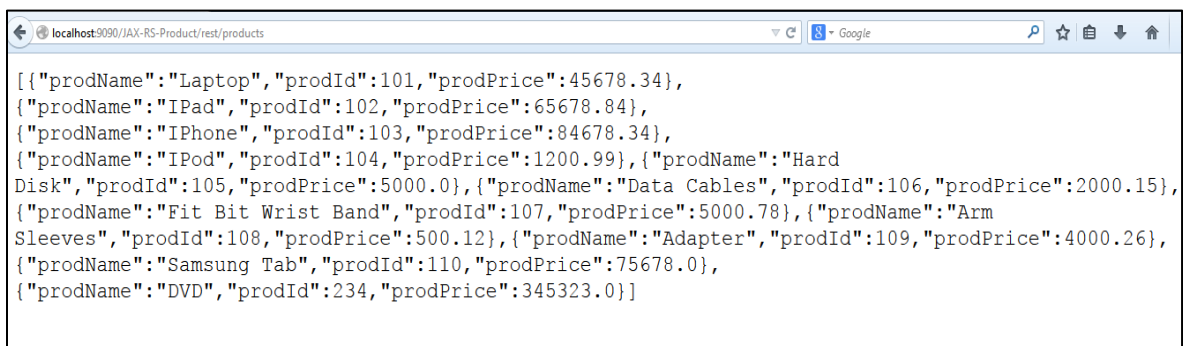 localhost:9090/JAX-RS-Product/rest/products
8 Google
[{"prodName":"Laptop","prodId":101,"prodPrice":45678.34},
{"prodName":"IPad","prodId":102,"prodPrice":65678.84},
{"prodName":"IPhone","prodId":103,"prodPrice":84678.34},
{"prodName":"IPod","prodId":104,"prodPrice":1200.99},{"prodName":"Hard
Disk","prodId":105,"prodPrice":5000.0},{"prodName":"Data Cables","prodId":106,"prodPrice":2000.15},
{"prodName":"Fit Bit Wrist Band","prodId":107,"prodPrice":5000.78},{"prodName":"Arm
Sleeves","prodId":108,"prodPrice":500.12},{"prodName":"Adapter","prodId":109,"prodPrice":4000.26},
{"prodName":"Samsung Tab","prodId":110,"prodPrice":75678.0},
{"prodName":"DVD","prodId":234,"prodPrice":345323.0}]